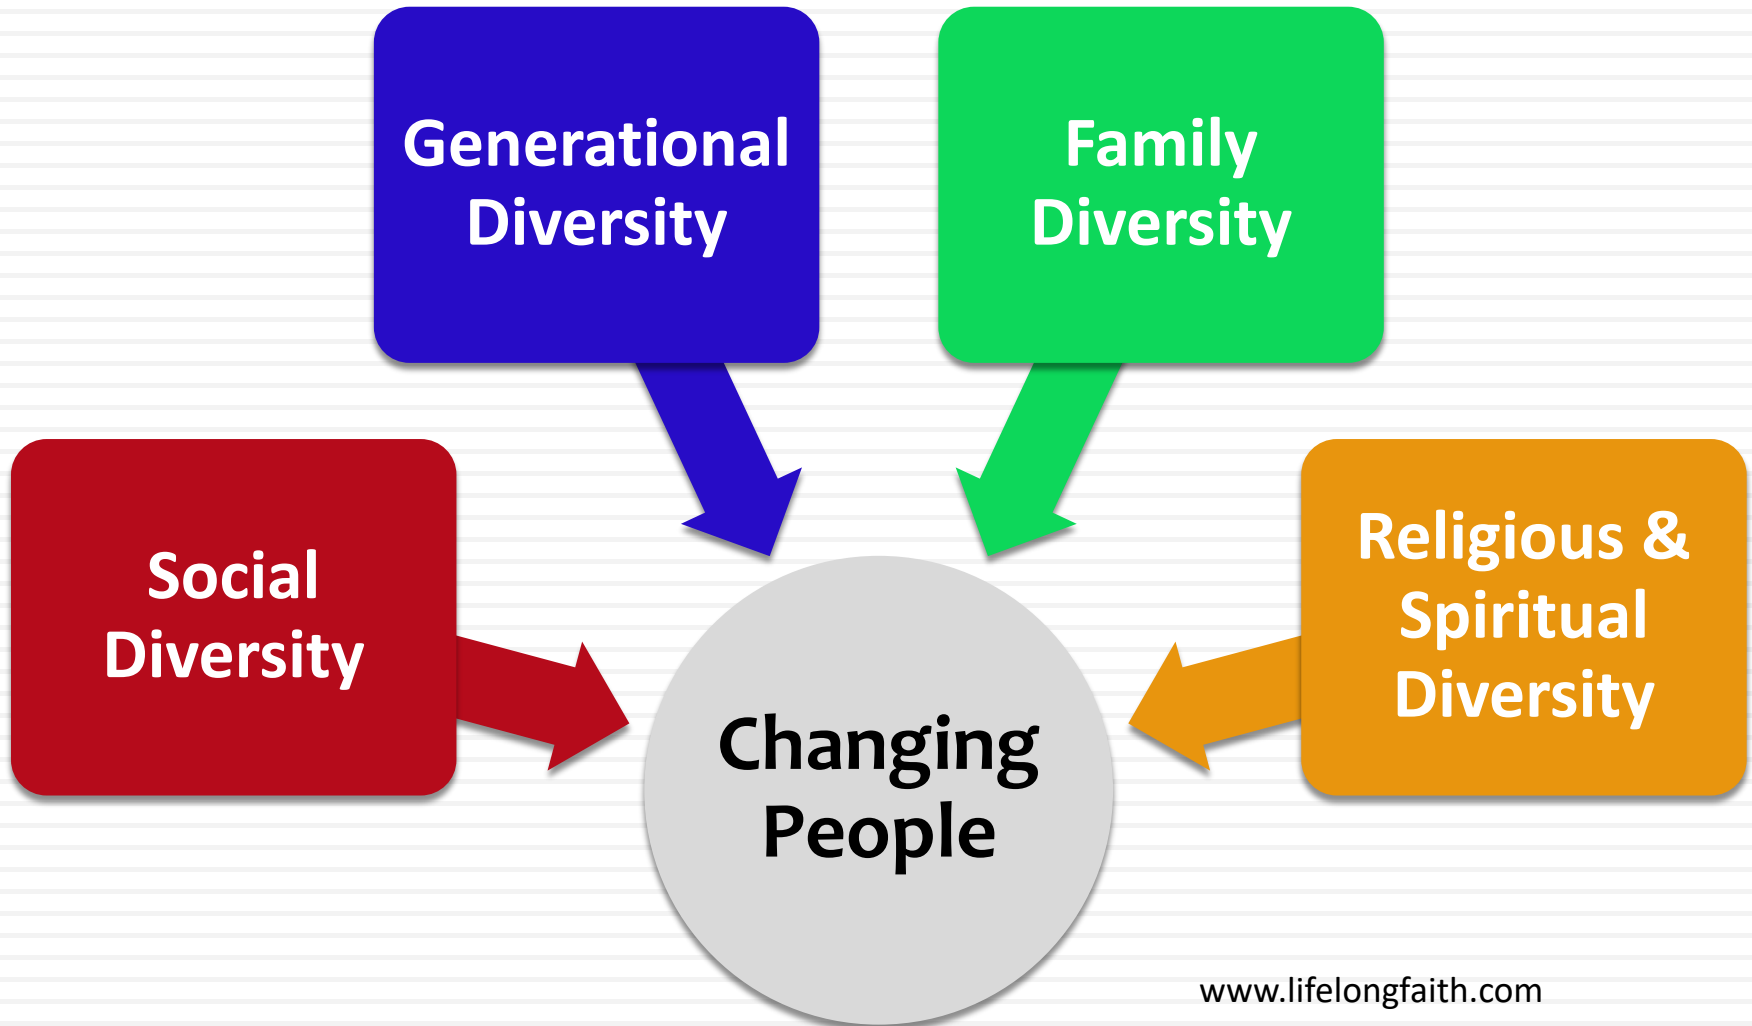 Generational
Diversity
Family
Diversity
Social
Diversity
Religious &
Spiritual
Diversity
Changing
People
www.lifelongfaith.com